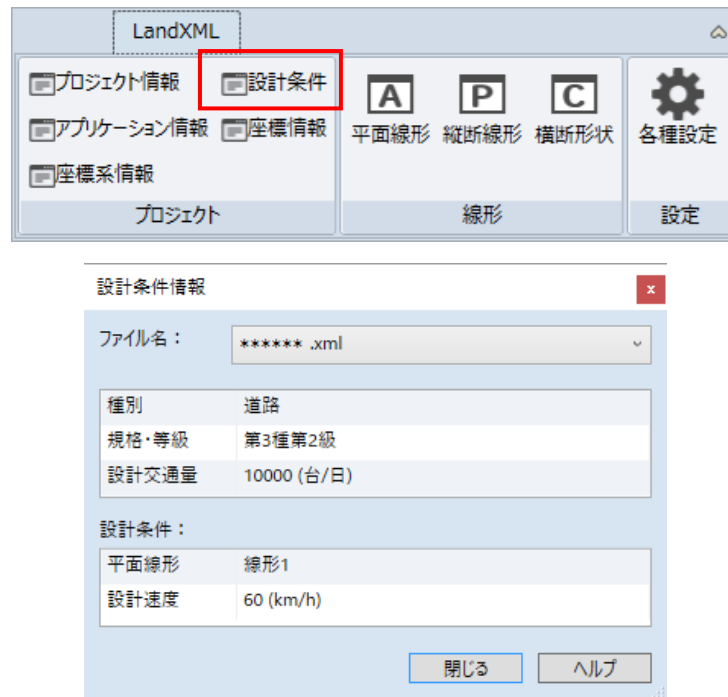 LandXML
プロジェクト情報 設計条件
アプリケーション情報 座標情報
座標系情報
プロジェクト
A P C
平面線形 縦断線形 横断形状
線形
各種設定
設定
設計条件情報
ファイル名：
****** .xml
種別 道路
規格・等級 第3種第2級
設計交通量 10000 (台/日)
設計条件：
平面線形 線形1
設計速度 60 (km/h)
閉じる ヘルプ